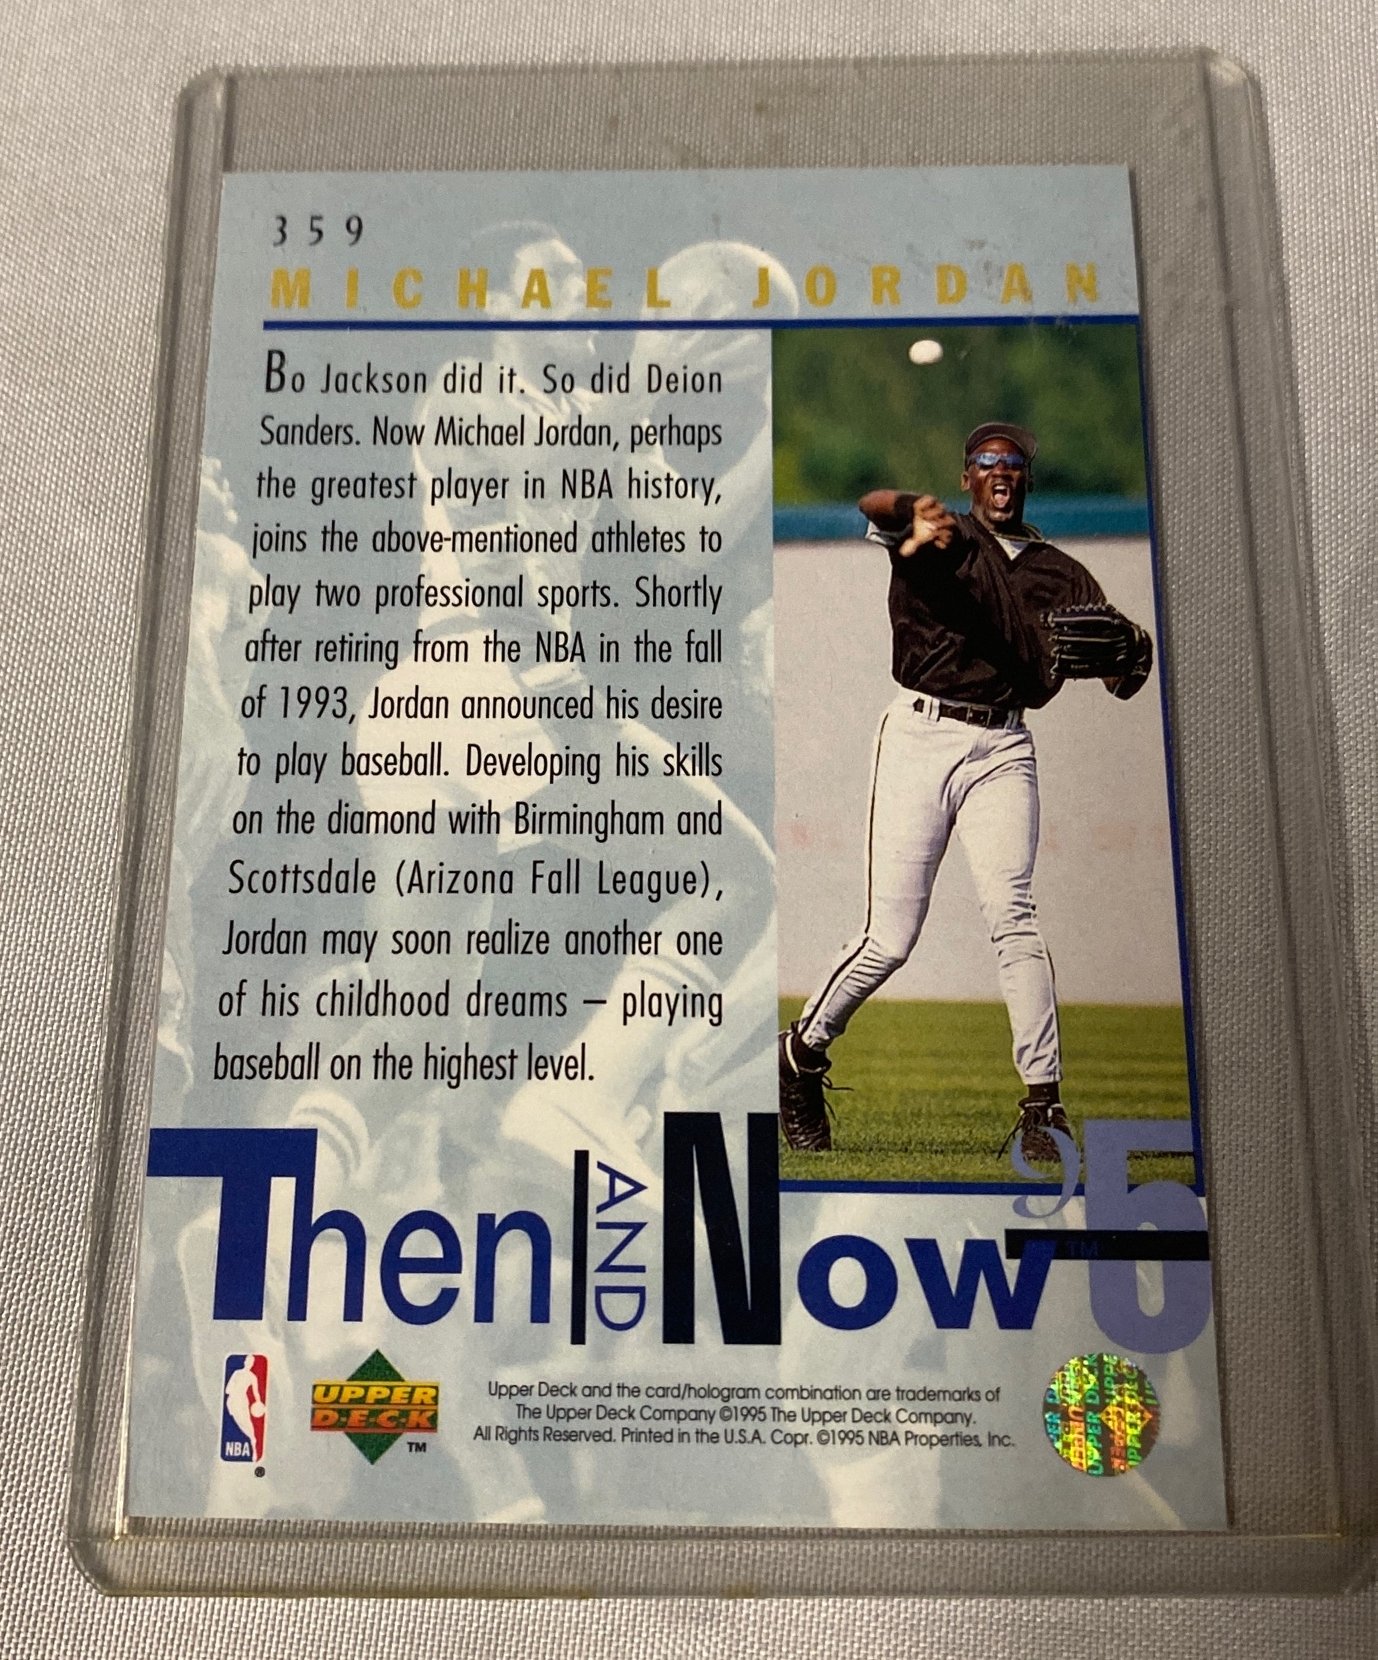 359
MICHAEL JORDAN
Bo Jackson did it. So did Deion
Sanders. Now Michael Jordan, perhaps
the greatest player in NBA history,
joins the above-mentioned athletes to
play two professional sports. Shortly
after retiring from the NBA in the fall
of 1993, Jordan announced his desire
to play baseball. Developing his skills
on the diamond with Birmingham and
Scottsdale (Arizona Fall League),
Jordan may soon realize another one
of his childhood dreams – playing
baseball on the highest level.
Then AND Now 95 TM
NBA ®
UPPER
D·E·C·K
TM
Upper Deck and the card/hologram combination are trademarks of
The Upper Deck Company ©1995 The Upper Deck Company.
All Rights Reserved. Printed in the U.S.A. Copr. ©1995 NBA Properties, Inc.
UPPER DECK